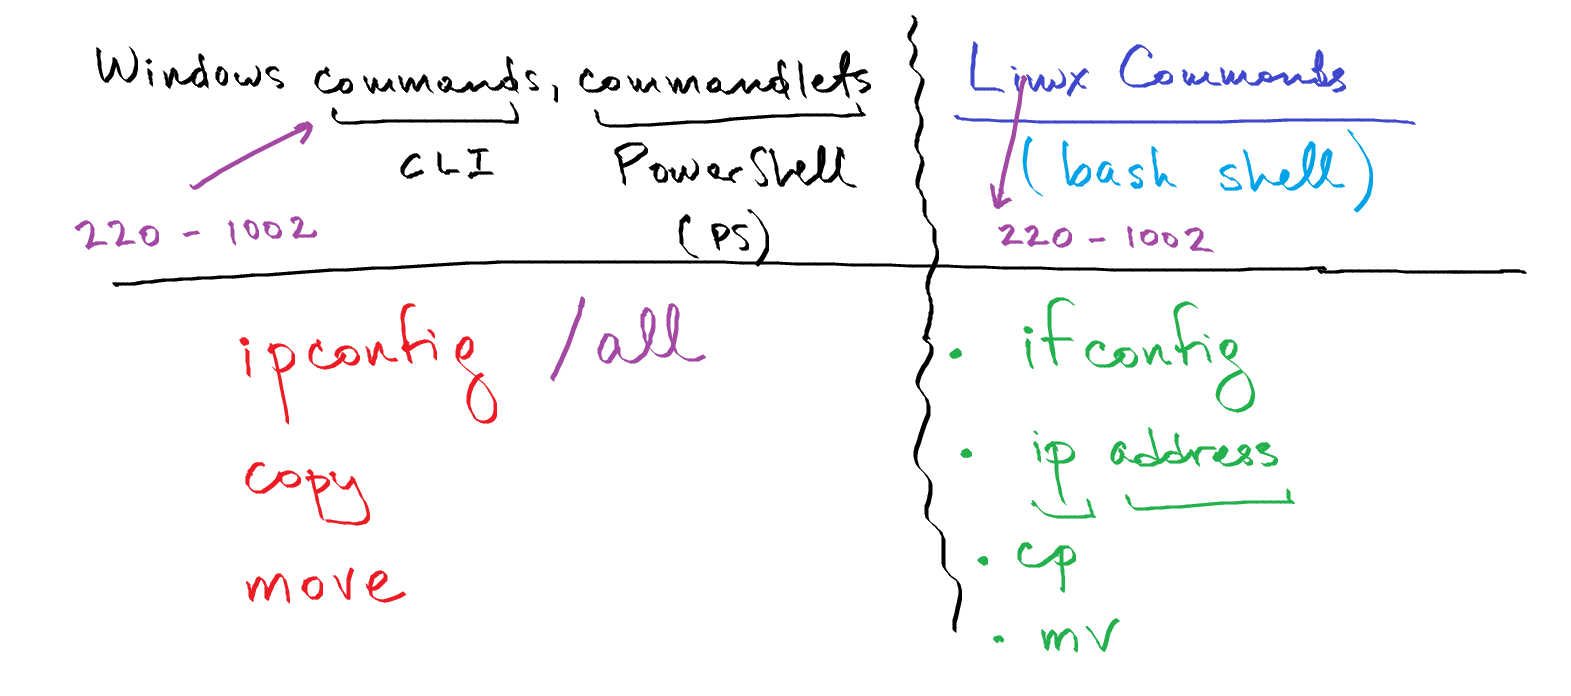 Windows commands, commandlets
CLI
PowerShell
(PS)
220-1002
ipconfig /all
copy
move
Linux Commands
(bash shell)
220-1002
• ifconfig
• ip address
• cp
• mv